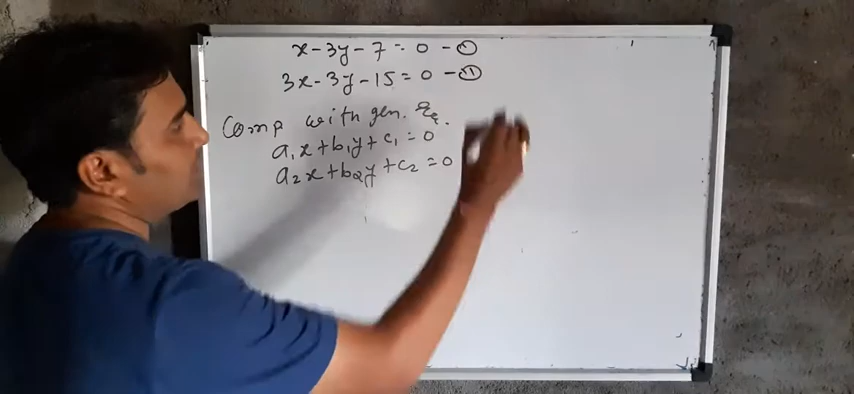 x - 3y - 7 = 0 - ①
3x - 3y - 15 = 0 - ⑪
Comp with gen. Eq.
a₁x + b₁y + c₁ = 0
a₂x + b₂y + c₂ = 0